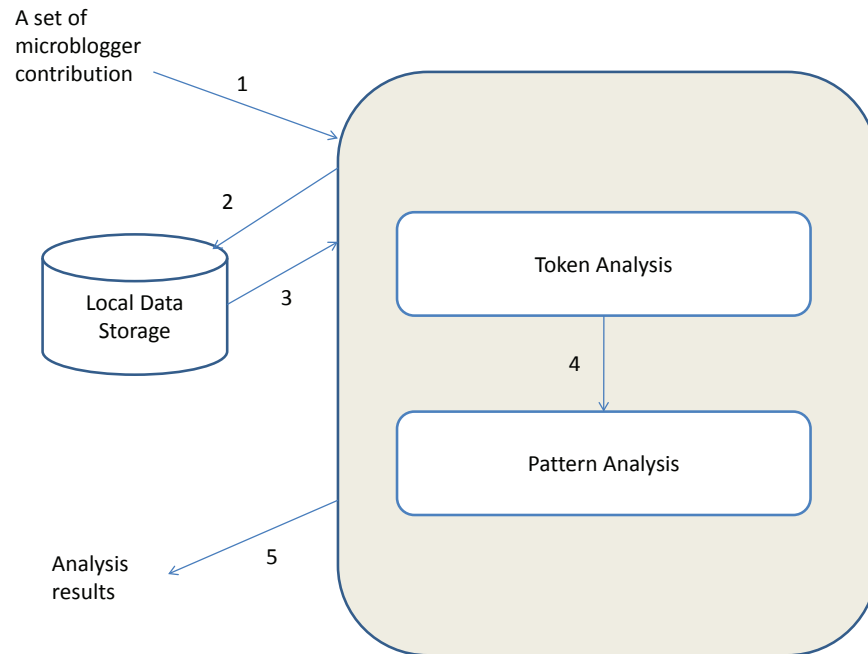 A set of
microblogger
contribution
1
2
Token Analysis
Local Data
Storage
3
4
Pattern Analysis
5
Analysis
results